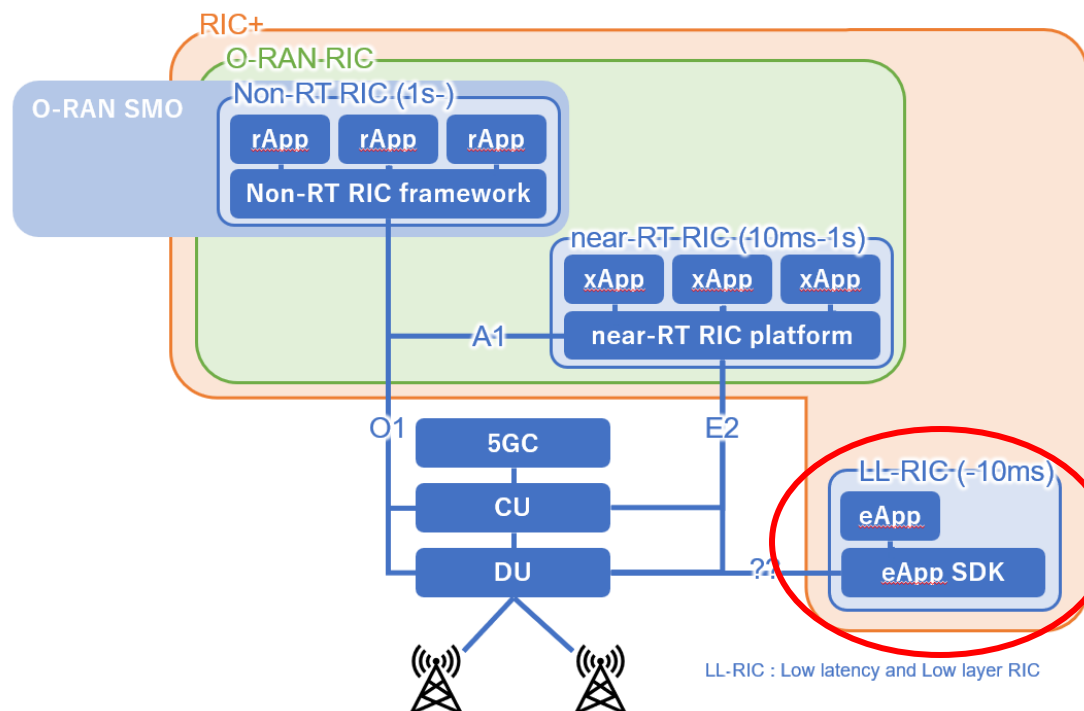 RIC+
O-RAN-RIC
O-RAN SMO
Non-RT RIC (1s-)
rApp
rApp
rApp
Non-RT RIC framework
near-RT RIC (10ms-1s)
xApp
xApp
xApp
near-RT RIC platform
A1
O1
E2
5GC
CU
DU
??
LL-RIC (-10ms)
eApp
eApp SDK
LL-RIC : Low latency and Low layer RIC